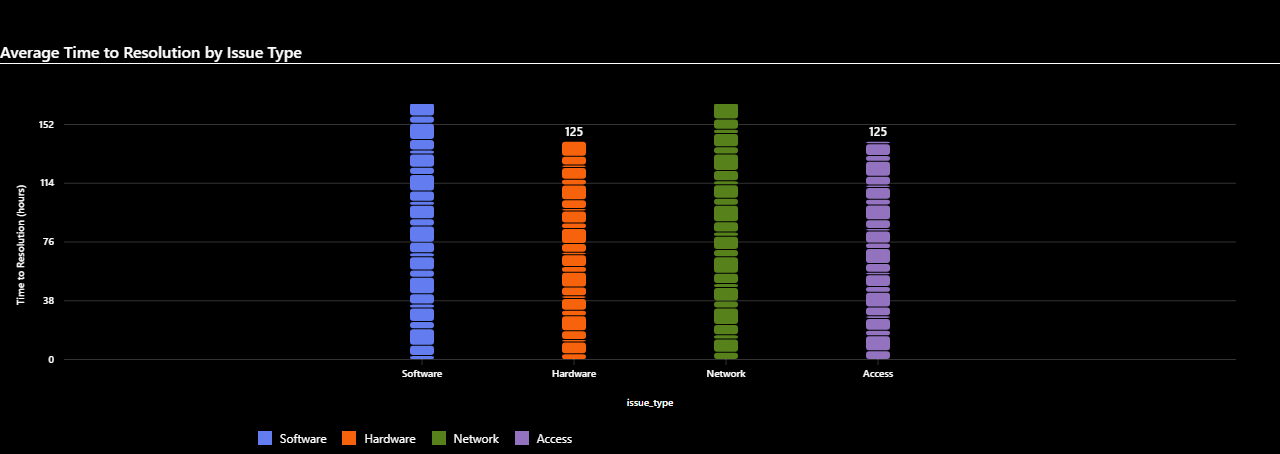 Average Time to Resolution by Issue Type
152
114
76
38
0
Time to Resolution (hours)
125
125
Software
Hardware
Network
Access
issue_type
Software
Hardware
Network
Access